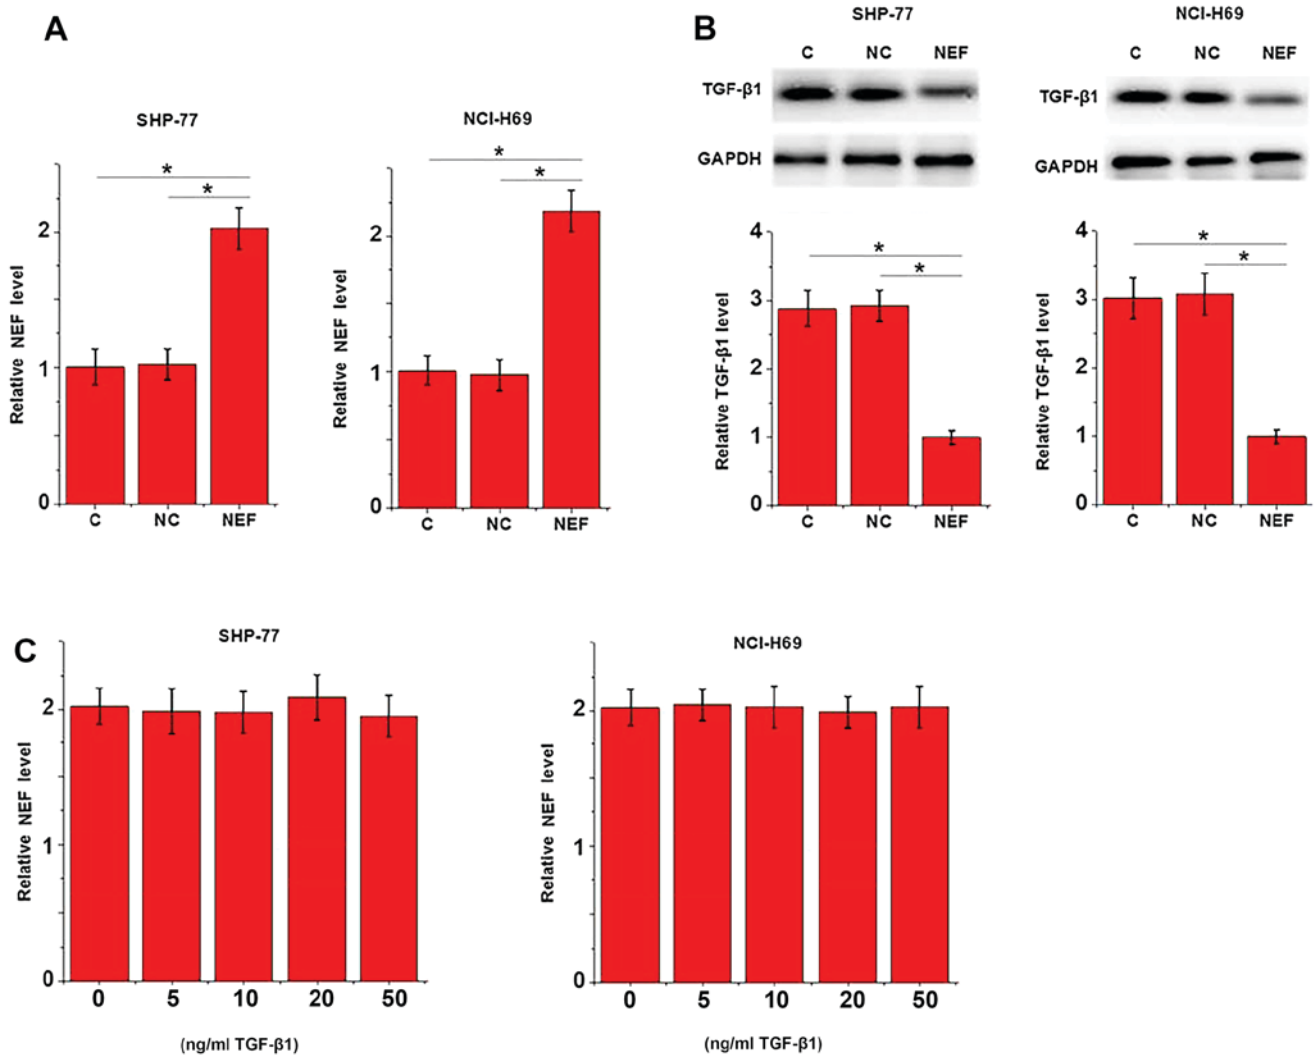 A
SHP-77
*
*
2
1
0
Relative NEF level
C NC NEF
NCI-H69
*
*
2
1
0
Relative NEF level
C NC NEF
B
SHP-77
C NC NEF
TGF-β1
GAPDH
4
3
2
1
0
*
*
Relative TGF-β1 level
C NC NEF
NCI-H69
C NC NEF
TGF-β1
GAPDH
4
3
2
1
0
*
*
Relative TGF-β1 level
C NC NEF
C
SHP-77
2
1
0
Relative NEF level
0 5 10 20 50
(ng/ml TGF-β1)
NCI-H69
2
1
0
Relative NEF level
0 5 10 20 50
(ng/ml TGF-β1)